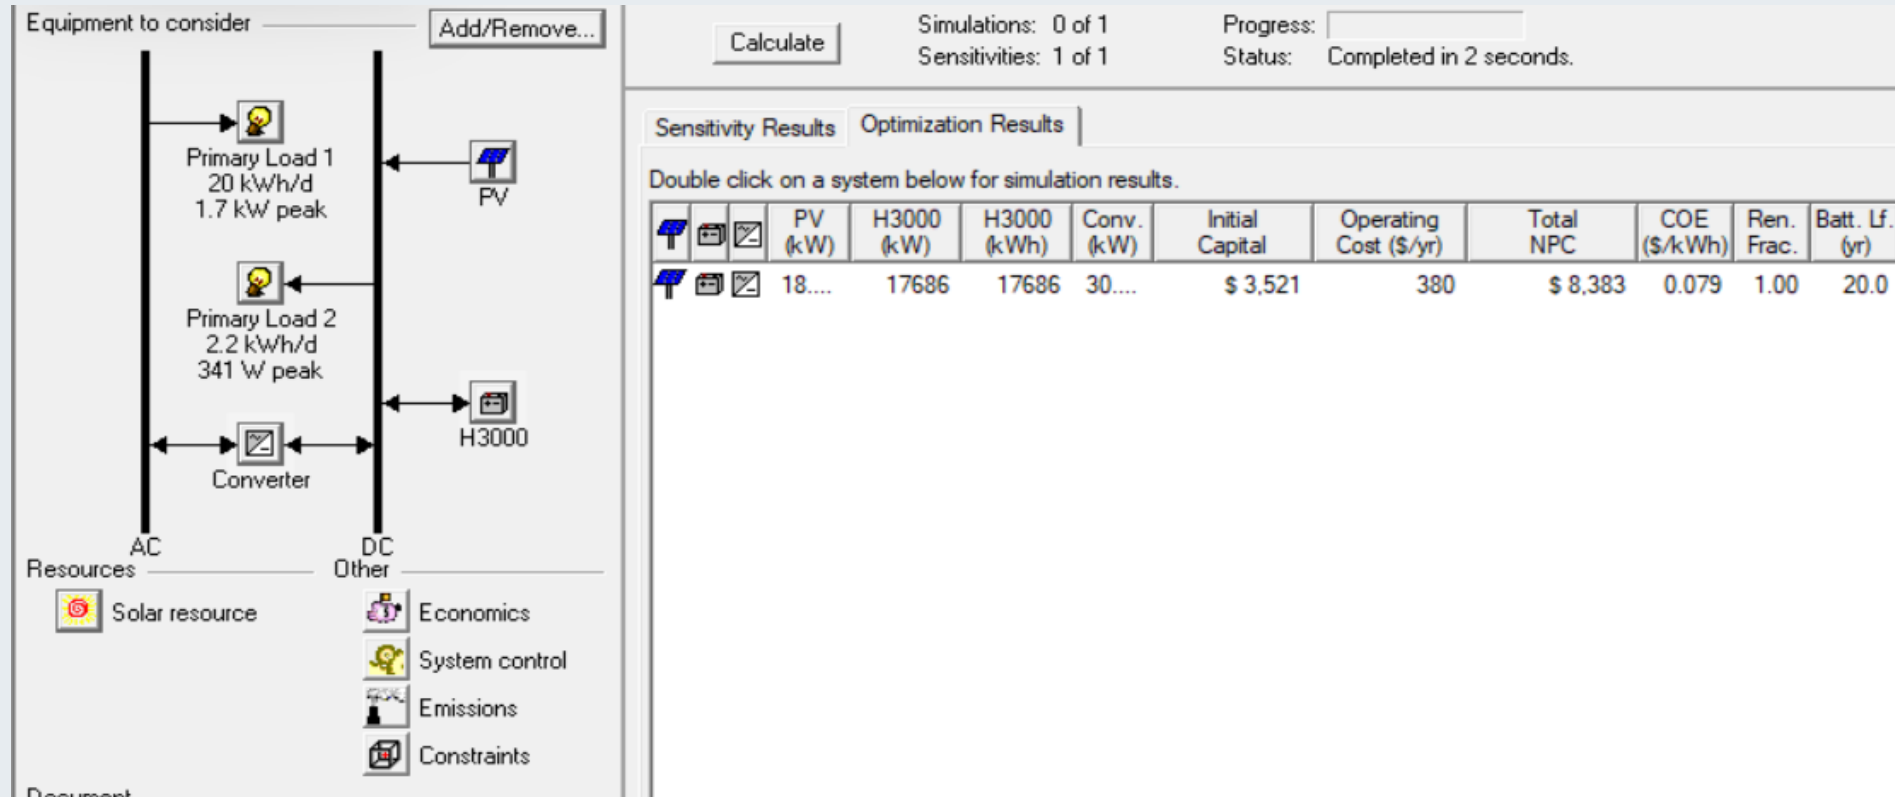 Equipment to consider
Add/Remove...
Primary Load 1
20 kWh/d
1.7 kW peak
PV
Primary Load 2
2.2 kWh/d
341 W peak
H3000
Converter
AC
DC
Resources
Other
Solar resource
Economics
System control
Emissions
Constraints
Document
Calculate
Simulations: 0 of 1
Progress:
Sensitivities: 1 of 1
Status: Completed in 2 seconds.
Sensitivity Results
Optimization Results
Double click on a system below for simulation results.
PV (kW) H3000 (kW) H3000 (kWh) Conv. (kW) Initial Capital Operating Cost ($/yr) Total NPC COE ($/kWh) Ren. Frac. Batt. Lf. (yr)
18.... 17686 17686 30.... $ 3,521 380 $ 8,383 0.079 1.00 20.0